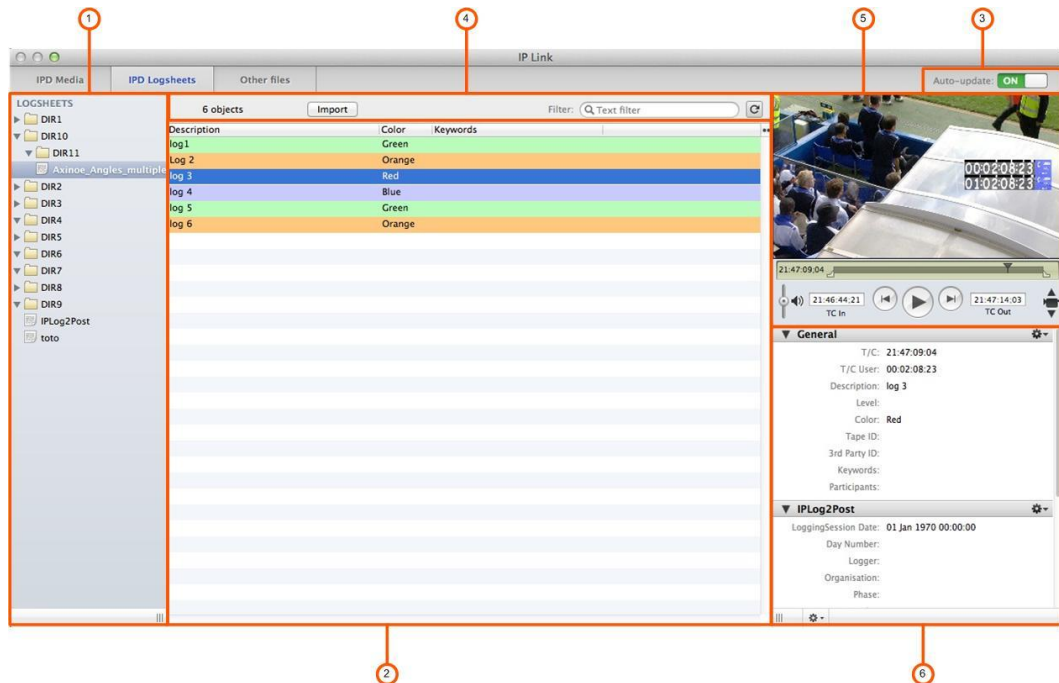 1
4
5
3
IP Link
IPD Media
IPD Logsheets
Other files
Auto-update: ON
LOGSHEETS
DIR1
DIR10
DIR11
Axinoe_Angles_multiple
DIR2
DIR3
DIR4
DIR5
DIR6
DIR7
DIR8
DIR9
IPLog2Post
toto
6 objects
Import
Filter: Text filter
Description Color Keywords
log1 Green
Log 2 Orange
log 3 Red
log 4 Blue
log 5 Green
log 6 Orange
00:02:08:23
01:02:08:23
21:47:09;04
21:46:44;21
TC In
21:47:14;03
TC Out
General
T/C: 21:47:09:04
T/C User: 00:02:08:23
Description: log 3
Level:
Color: Red
Tape ID:
3rd Party ID:
Keywords:
Participants:
IPLog2Post
LoggingSession Date: 01 Jan 1970 00:00:00
Day Number:
Logger:
Organisation:
Phase:
2
6